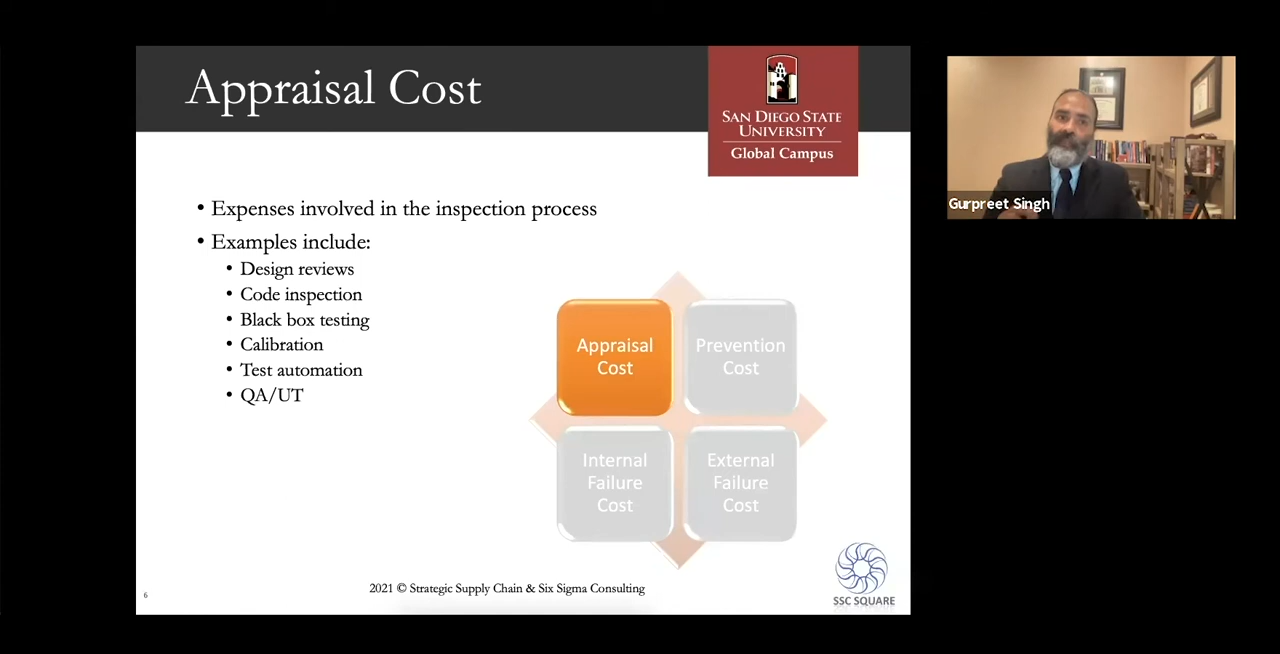 Appraisal Cost
SAN DIEGO STATE
UNIVERSITY
Global Campus
• Expenses involved in the inspection process
• Examples include:
• Design reviews
• Code inspection
• Black box testing
• Calibration
• Test automation
• QA/UT
Appraisal
Cost
Prevention
Cost
Internal
Failure
Cost
External
Failure
Cost
6
2021 © Strategic Supply Chain & Six Sigma Consulting
SSC SQUARE
Gurpreet Singh